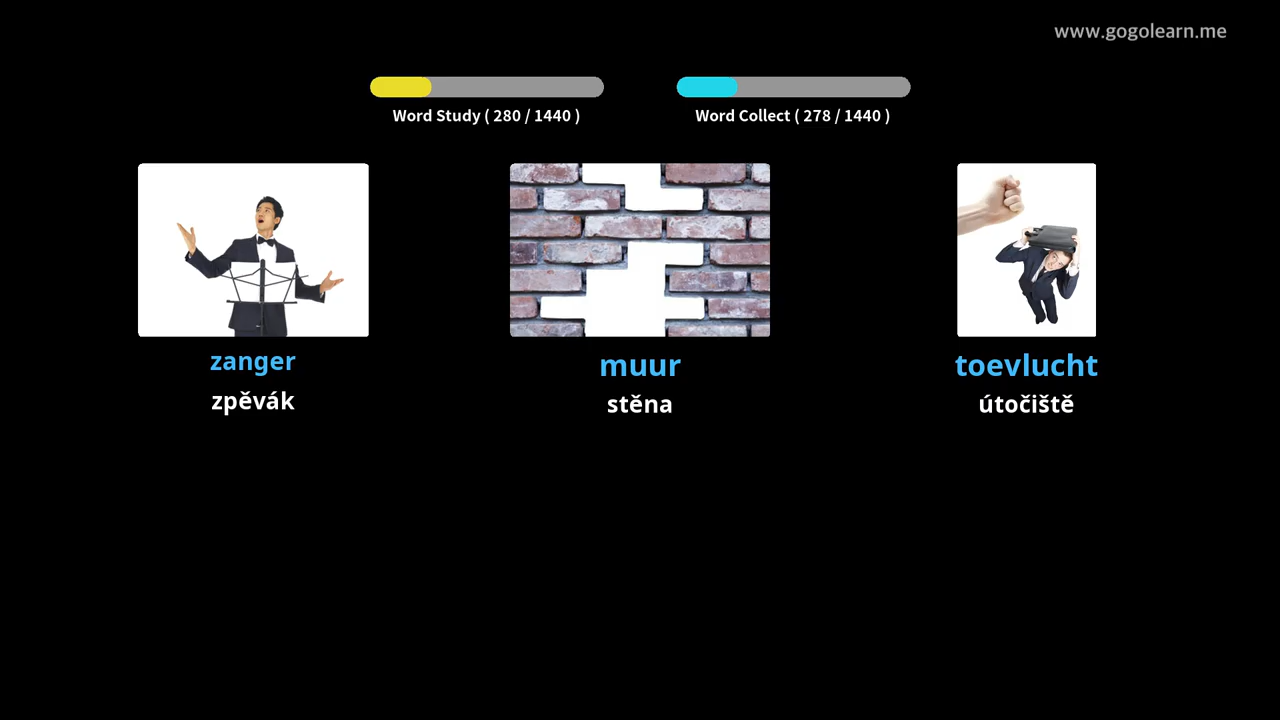 www.gogolearn.me
Word Study ( 280 / 1440 )
Word Collect ( 278 / 1440 )
zanger
zpěvák
muur
stěna
toevlucht
útočiště